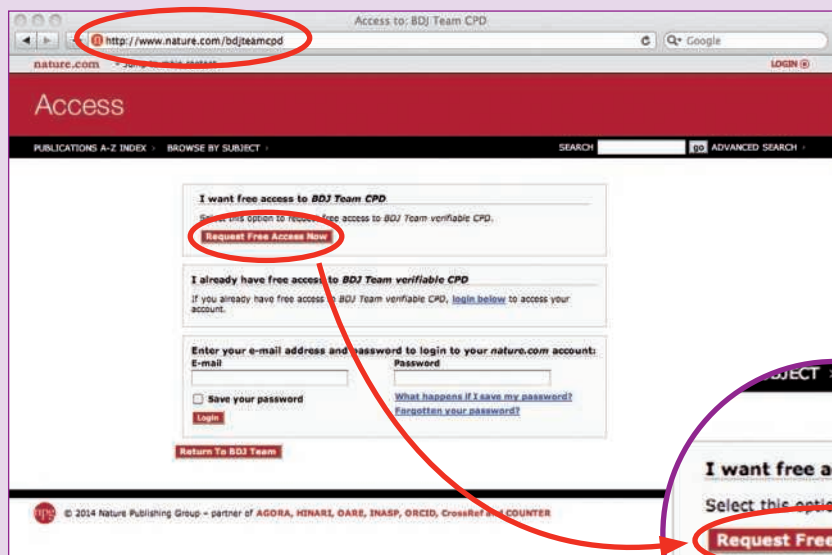 Access to: BDJ Team CPD
http://www.nature.com/bdjteamcpd
Google
nature.com
LOGIN
Access
PUBLICATIONS A-Z INDEX
BROWSE BY SUBJECT
SEARCH
go
ADVANCED SEARCH
I want free access to BDJ Team CPD
Select this option to request free access to BDJ Team verifiable CPD.
Request Free Access Now
I already have free access to BDJ Team verifiable CPD
If you already have free access to BDJ Team verifiable CPD, login below to access your
account.
Enter your e-mail address and password to login to your nature.com account:
E-mail
Password
Save your password
What happens if I save my password?
Forgotten your password?
Login
Return To BDJ Team
npg
© 2014 Nature Publishing Group - partner of AGORA, HINARI, OARE, INASP, ORCID, CrossRef and COUNTER
I want free a
Select this optio
Request Free